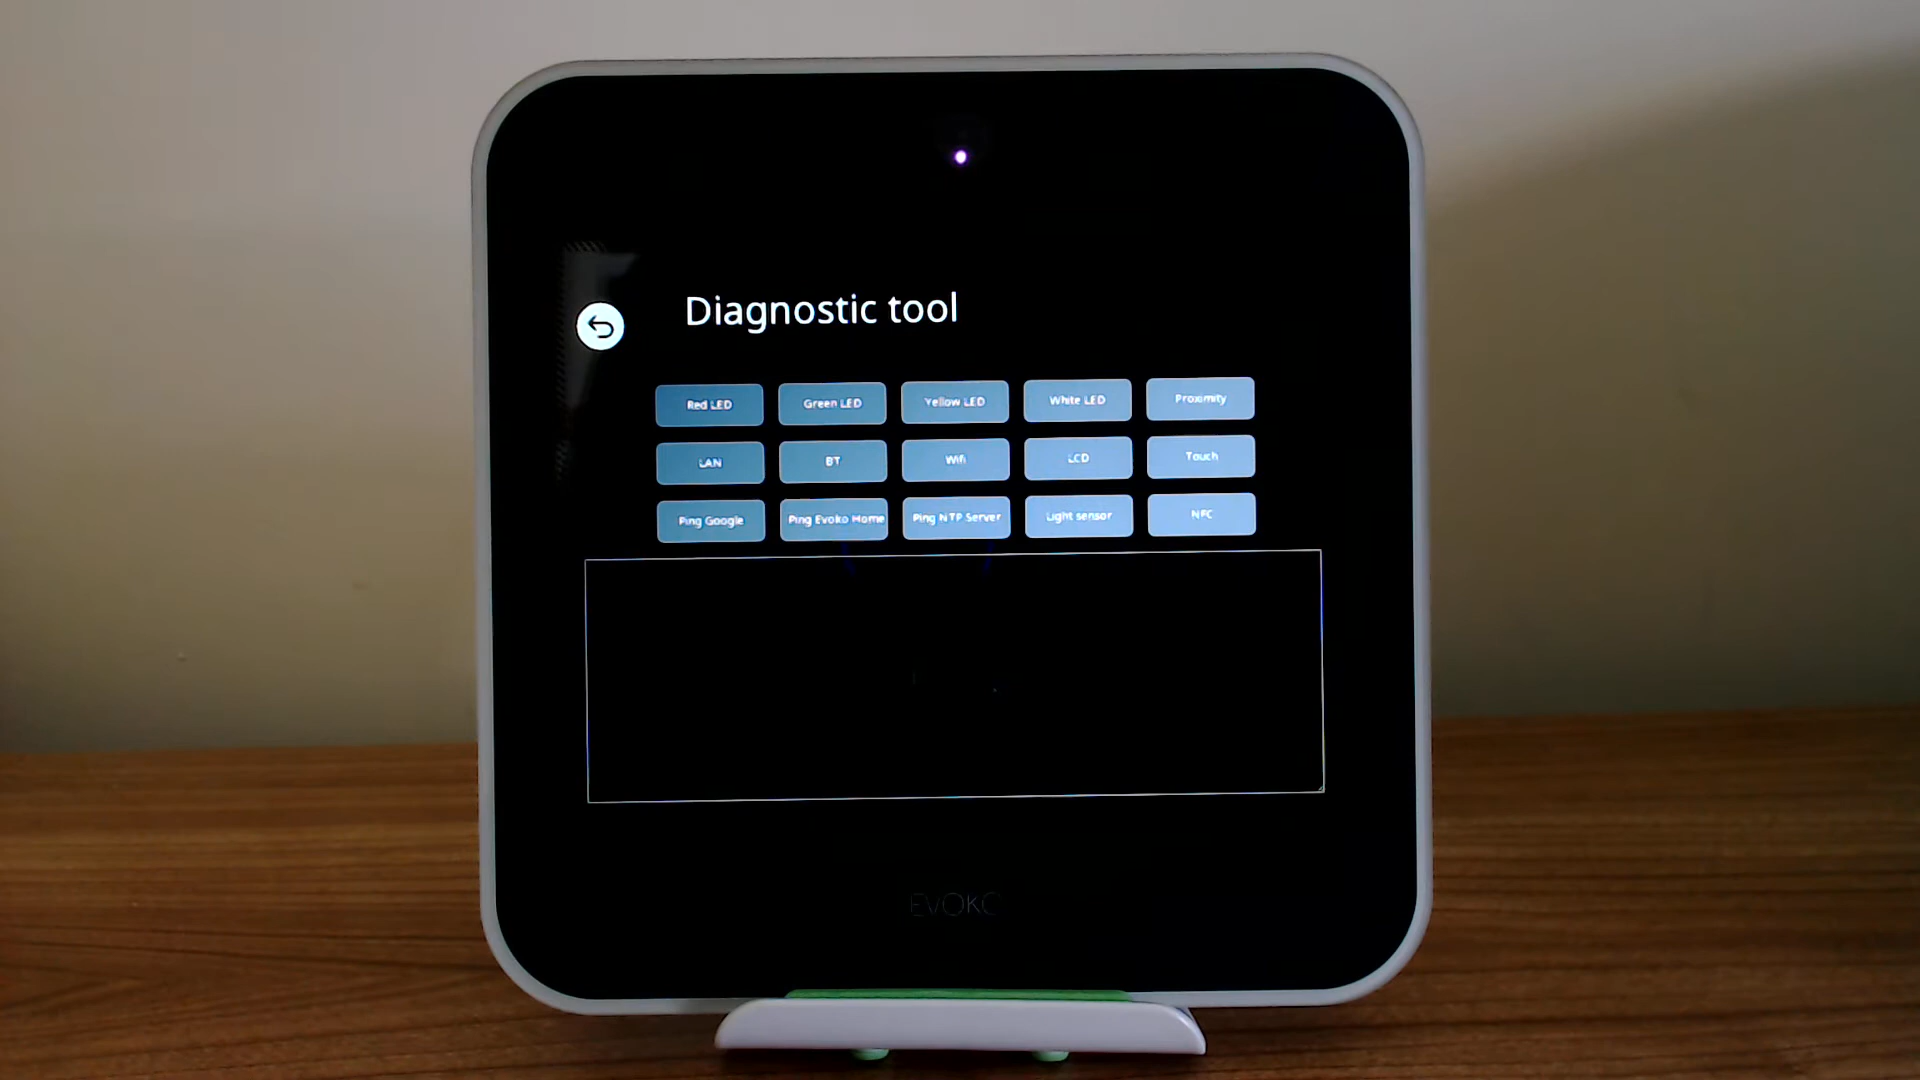 Diagnostic tool
Red LED Green LED Yellow LED White LED Proximity
LAN BT Wifi LCD Touch
Ping Google Ping Evoko Home Ping NTP Server Light sensor NFC
EVOKO